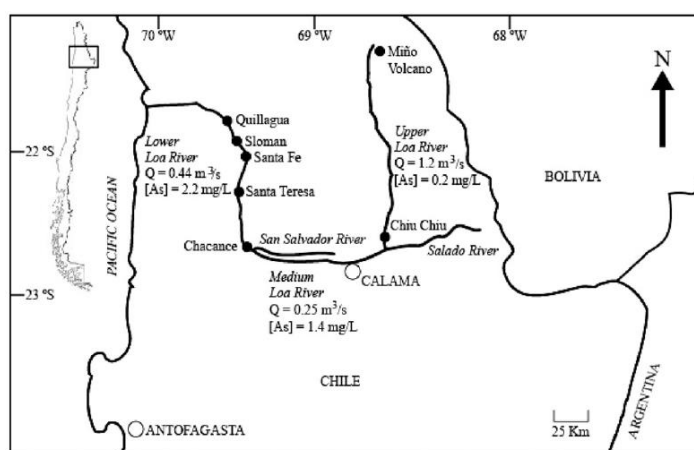 70 °W
69 °W
68 °W
N
Miño
Volcano
Quillagua
Sloman
Santa Fe
Lower
Loa River
Q = 0.44 m³/s
[As] = 2.2 mg/L
Upper
Loa River
Q = 1.2 m³/s
[As] = 0.2 mg/L
22 °S
BOLIVIA
Santa Teresa
PACIFIC OCEAN
Chiu Chiu
Chacance
San Salvador River
Salado River
CALAMA
Medium
Loa River
Q = 0.25 m³/s
[As] = 1.4 mg/L
23 °S
CHILE
ARGENTINA
25 Km
ANTOFAGASTA